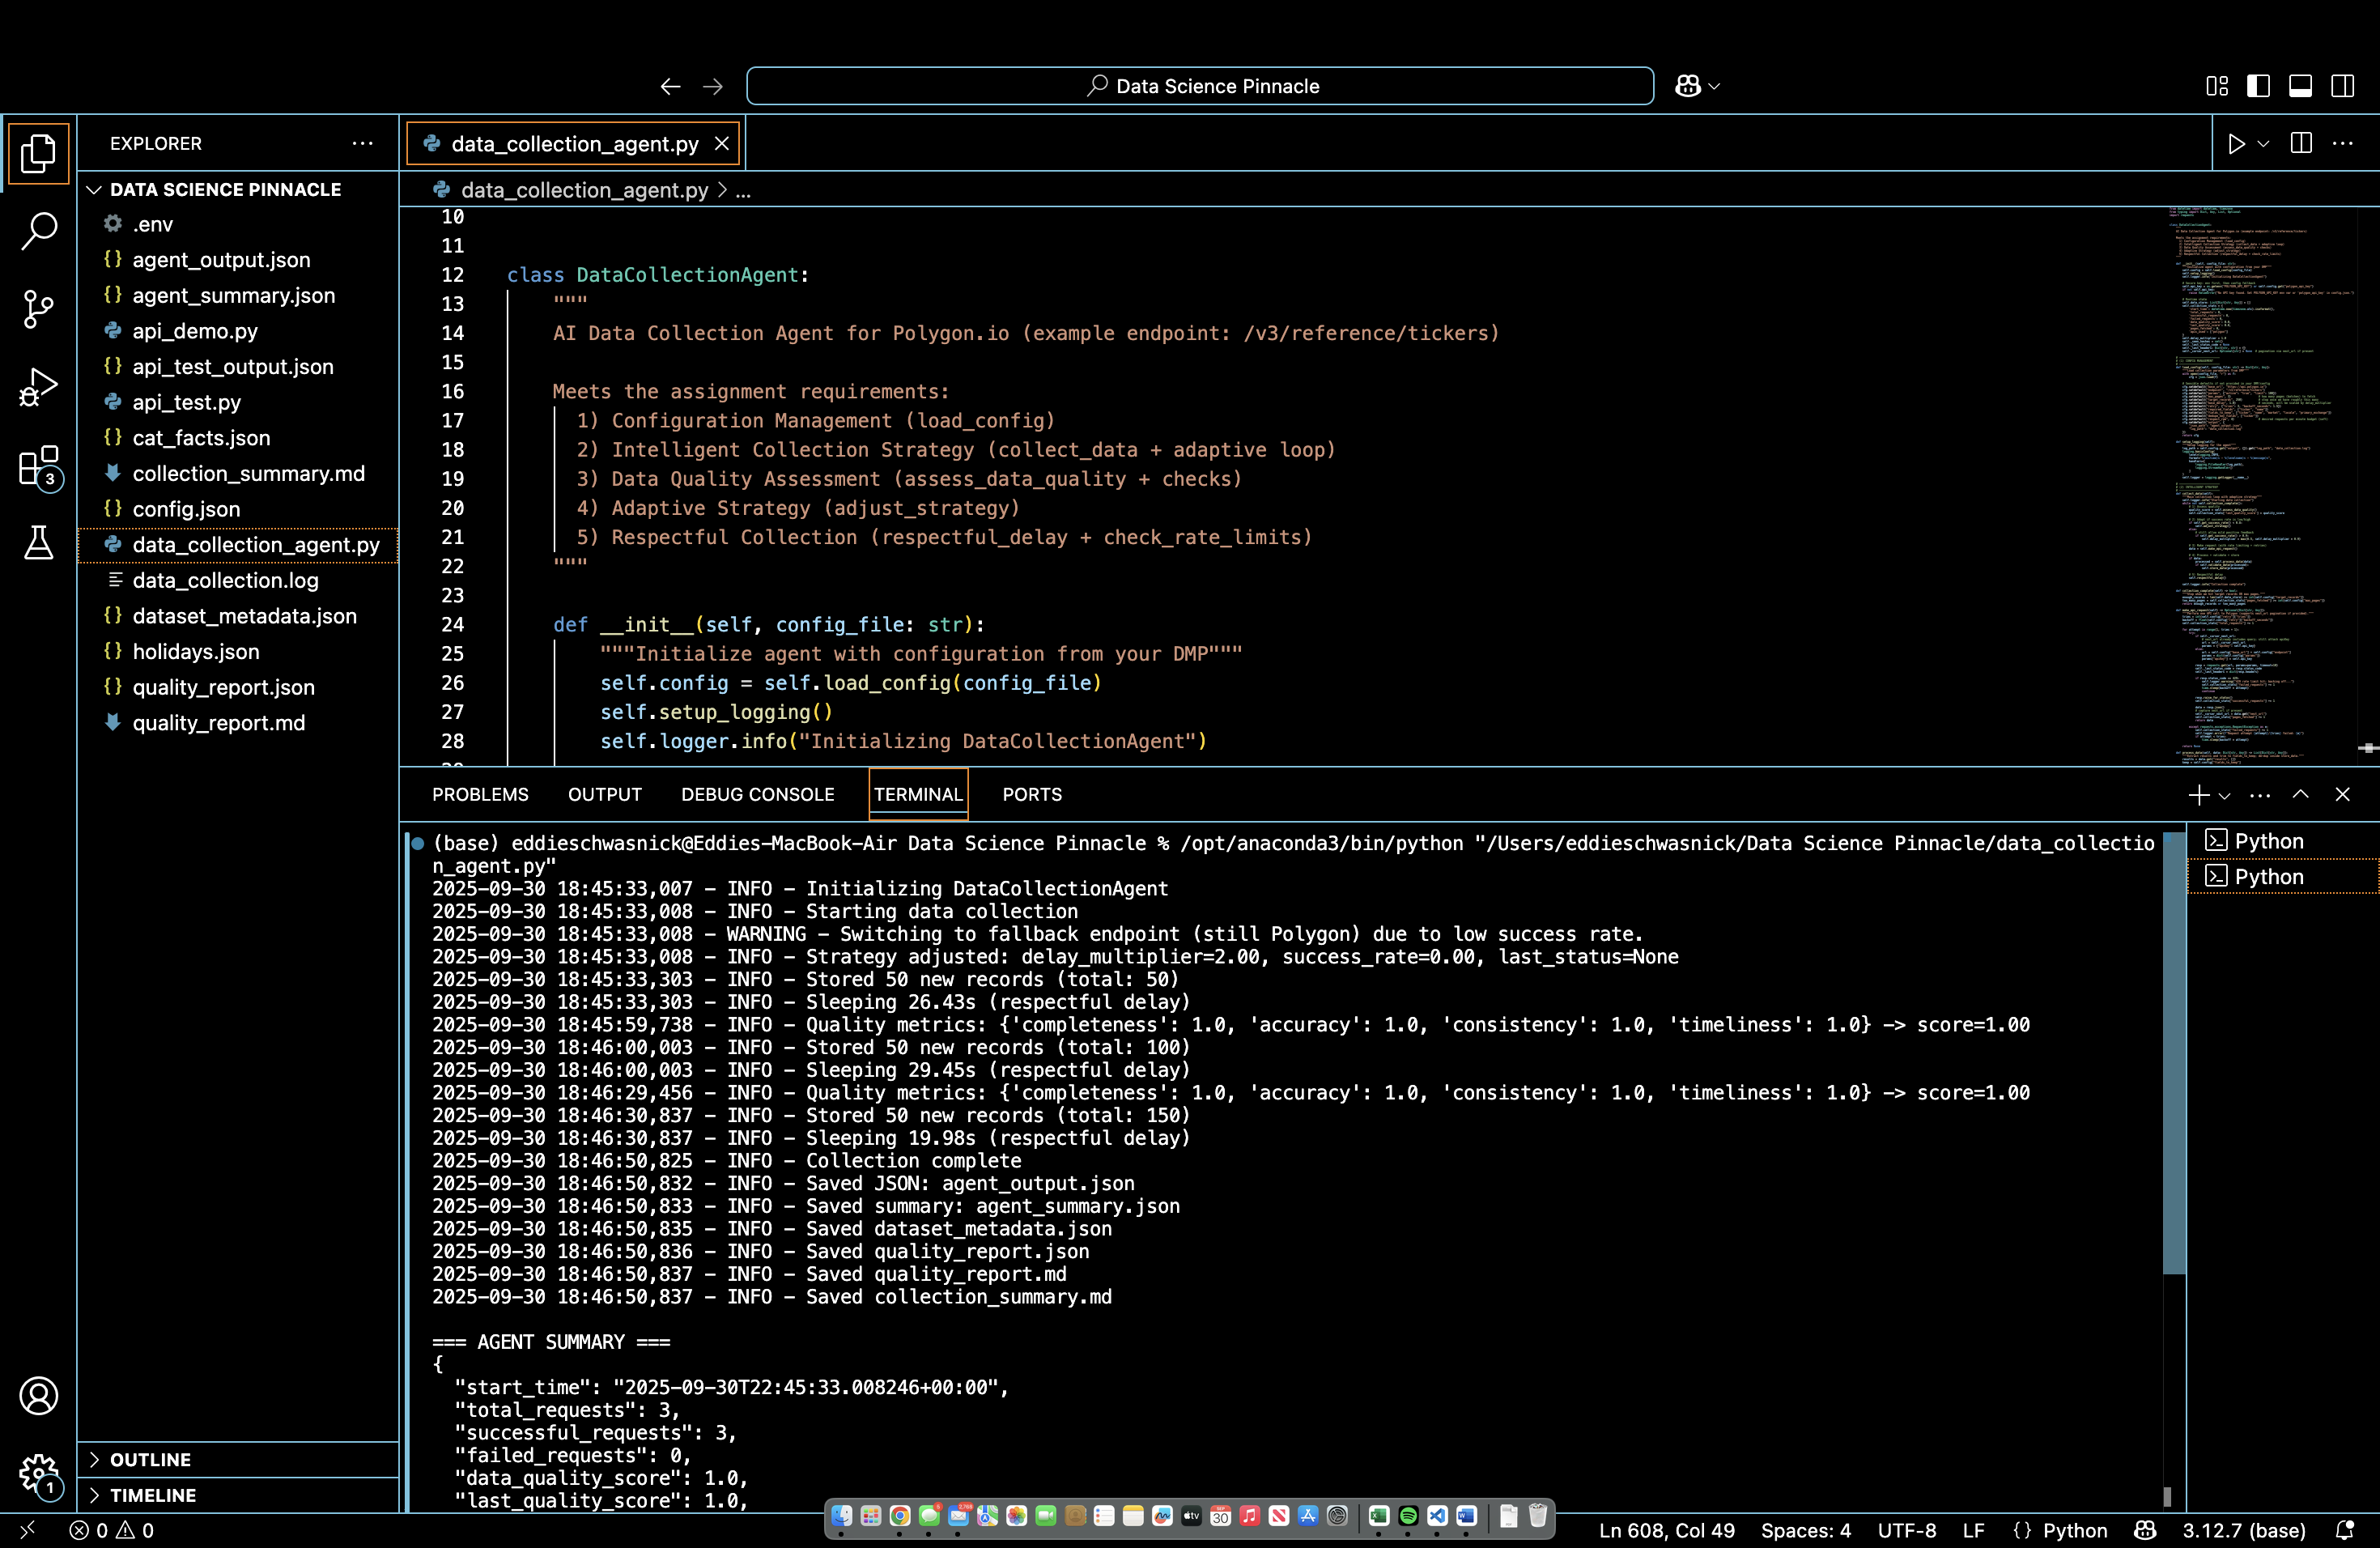 Data Science Pinnacle
EXPLORER
DATA SCIENCE PINNACLE
.env
agent_output.json
agent_summary.json
api_demo.py
api_test_output.json
api_test.py
cat_facts.json
collection_summary.md
config.json
data_collection_agent.py
data_collection.log
dataset_metadata.json
holidays.json
quality_report.json
quality_report.md
OUTLINE
TIMELINE
3
1
data_collection_agent.py
data_collection_agent.py > ...
10
11
12 class DataCollectionAgent:
13 """
14 AI Data Collection Agent for Polygon.io (example endpoint: /v3/reference/tickers)
15
16 Meets the assignment requirements:
17 1) Configuration Management (load_config)
18 2) Intelligent Collection Strategy (collect_data + adaptive loop)
19 3) Data Quality Assessment (assess_data_quality + checks)
20 4) Adaptive Strategy (adjust_strategy)
21 5) Respectful Collection (respectful_delay + check_rate_limits)
22 """
23
24 def __init__(self, config_file: str):
25 """Initialize agent with configuration from your DMP"""
26 self.config = self.load_config(config_file)
27 self.setup_logging()
28 self.logger.info("Initializing DataCollectionAgent")
PROBLEMS OUTPUT DEBUG CONSOLE TERMINAL PORTS
(base) eddieschwasnick@Eddies-MacBook-Air Data Science Pinnacle % /opt/anaconda3/bin/python "/Users/eddieschwasnick/Data Science Pinnacle/data_collectio
n_agent.py"
2025-09-30 18:45:33,007 - INFO - Initializing DataCollectionAgent
2025-09-30 18:45:33,008 - INFO - Starting data collection
2025-09-30 18:45:33,008 - WARNING - Switching to fallback endpoint (still Polygon) due to low success rate.
2025-09-30 18:45:33,008 - INFO - Strategy adjusted: delay_multiplier=2.00, success_rate=0.00, last_status=None
2025-09-30 18:45:33,303 - INFO - Stored 50 new records (total: 50)
2025-09-30 18:45:33,303 - INFO - Sleeping 26.43s (respectful delay)
2025-09-30 18:45:59,738 - INFO - Quality metrics: {'completeness': 1.0, 'accuracy': 1.0, 'consistency': 1.0, 'timeliness': 1.0} -> score=1.00
2025-09-30 18:46:00,003 - INFO - Stored 50 new records (total: 100)
2025-09-30 18:46:00,003 - INFO - Sleeping 29.45s (respectful delay)
2025-09-30 18:46:29,456 - INFO - Quality metrics: {'completeness': 1.0, 'accuracy': 1.0, 'consistency': 1.0, 'timeliness': 1.0} -> score=1.00
2025-09-30 18:46:30,837 - INFO - Stored 50 new records (total: 150)
2025-09-30 18:46:30,837 - INFO - Sleeping 19.98s (respectful delay)
2025-09-30 18:46:50,825 - INFO - Collection complete
2025-09-30 18:46:50,832 - INFO - Saved JSON: agent_output.json
2025-09-30 18:46:50,833 - INFO - Saved summary: agent_summary.json
2025-09-30 18:46:50,835 - INFO - Saved dataset_metadata.json
2025-09-30 18:46:50,836 - INFO - Saved quality_report.json
2025-09-30 18:46:50,837 - INFO - Saved quality_report.md
2025-09-30 18:46:50,837 - INFO - Saved collection_summary.md
=== AGENT SUMMARY ===
{
"start_time": "2025-09-30T22:45:33.008246+00:00",
"total_requests": 3,
"successful_requests": 3,
"failed_requests": 0,
"data_quality_score": 1.0,
"last_quality_score": 1.0,
Python
Python
30
0 0
Ln 608, Col 49 Spaces: 4 UTF-8 LF {} Python 3.12.7 (base)